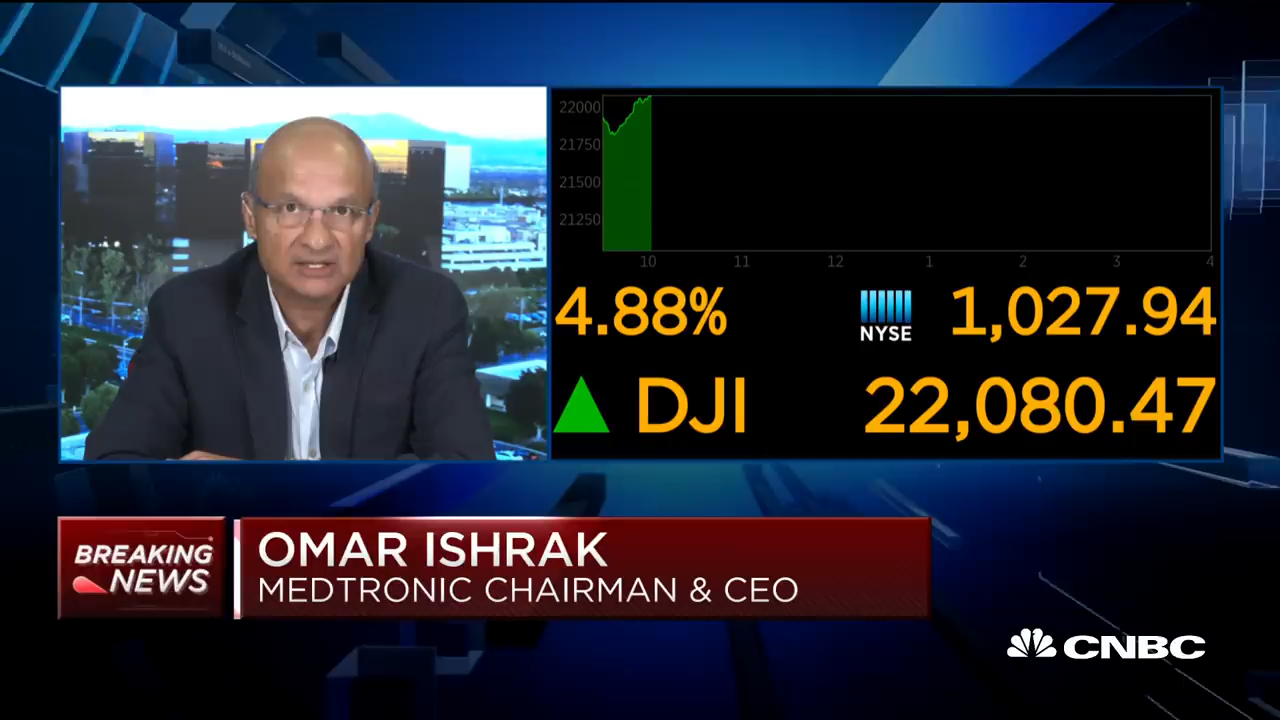 22000
21750
21500
21250
10 11 12 1 2 3 4
4.88% NYSE 1,027.94
DJI 22,080.47
BREAKING
NEWS
OMAR ISHRAK
MEDTRONIC CHAIRMAN & CEO
CNBC